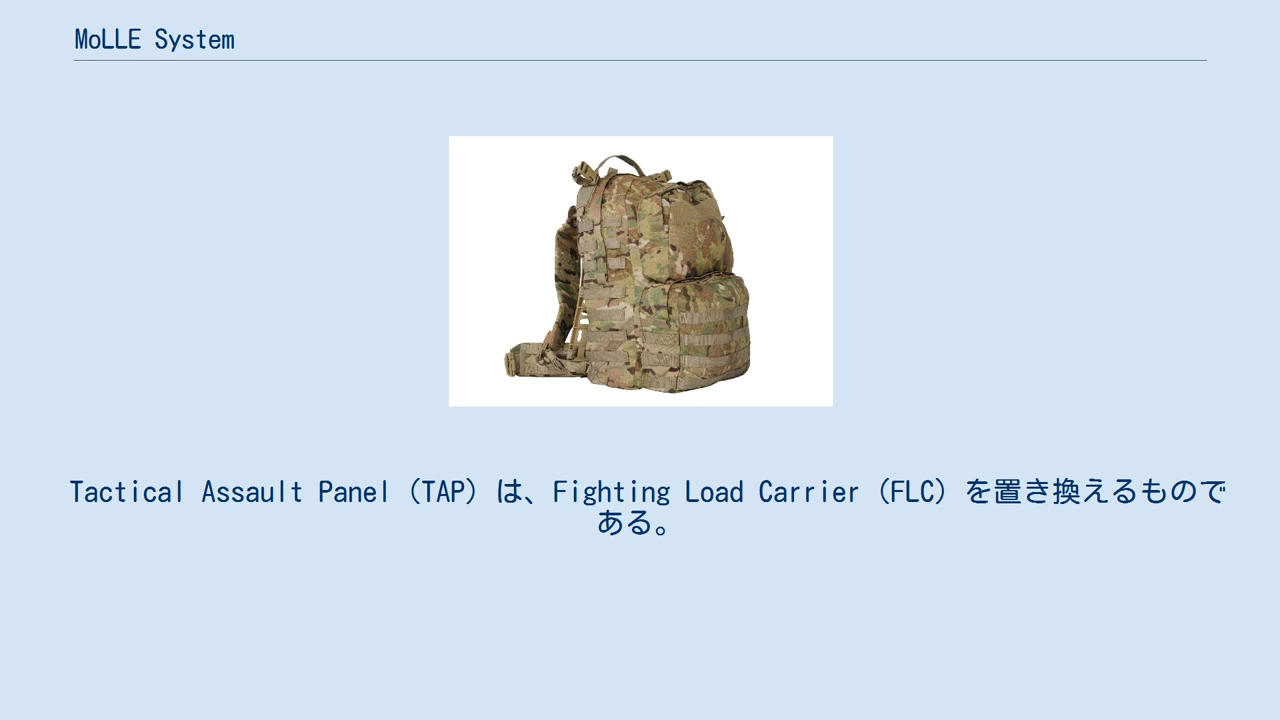 MoLLE System
Tactical Assault Panel（TAP）は、Fighting Load Carrier（FLC）を置き換えるもので
ある。